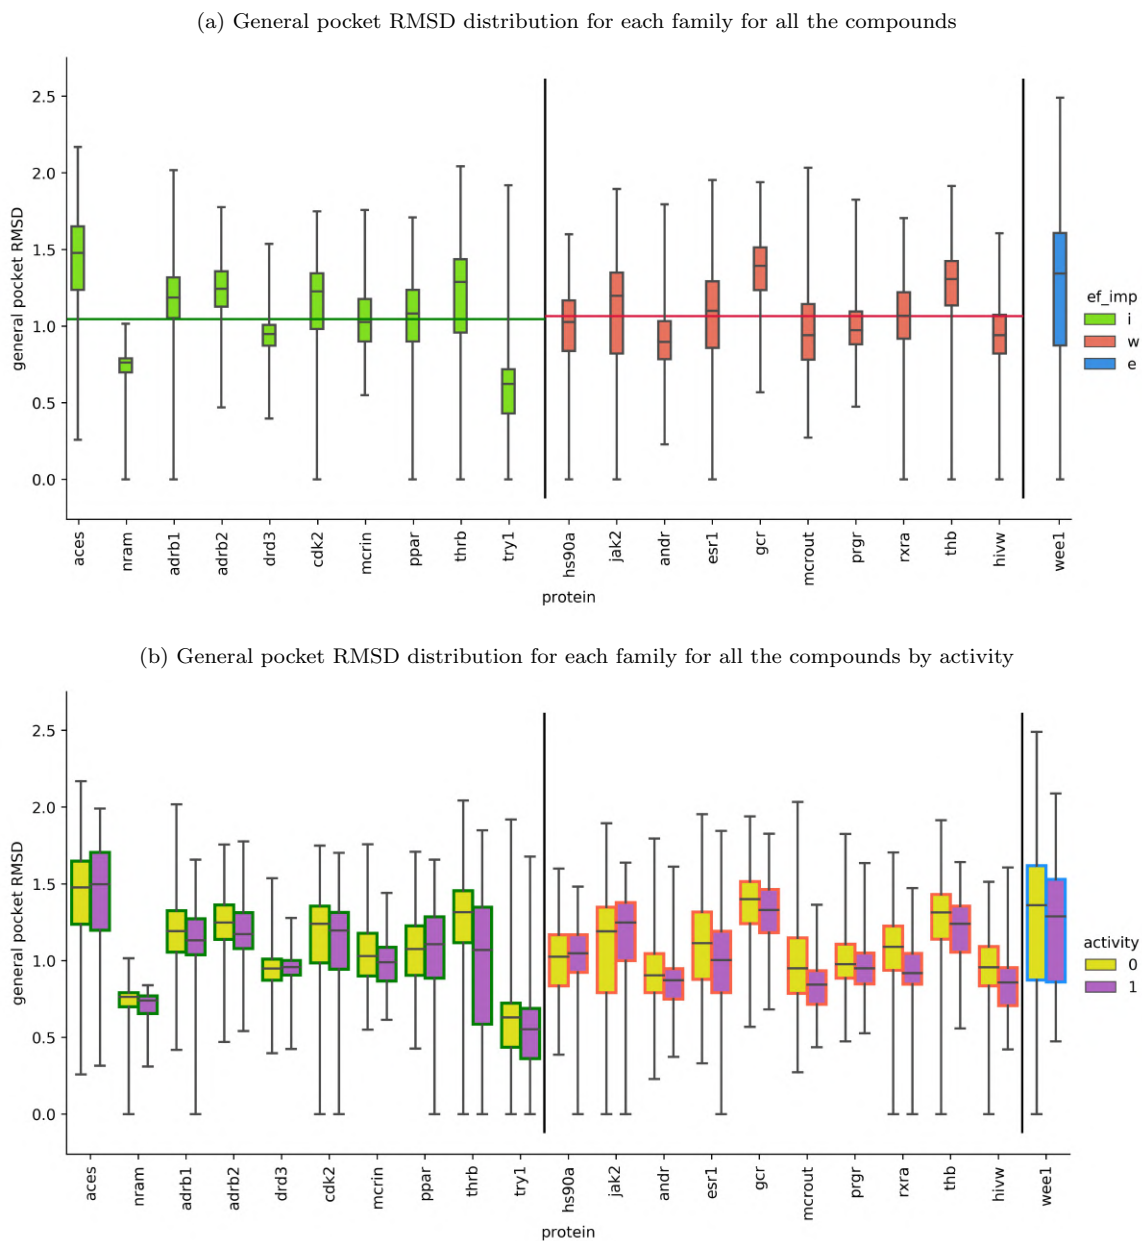 (a) General pocket RMSD distribution for each family for all the compounds
general pocket RMSD
2.5
2.0
1.5
1.0
0.5
0.0
ef_imp
i
w
e
aces
nram
adrb1
adrb2
drd3
cdk2
mcrin
ppar
thrb
try1
hs90a
jak2
andr
esr1
gcr
mcrout
prgr
rxra
thb
hivw
wee1
protein
(b) General pocket RMSD distribution for each family for all the compounds by activity
general pocket RMSD
2.5
2.0
1.5
1.0
0.5
0.0
activity
0
1
aces
nram
adrb1
adrb2
drd3
cdk2
mcrin
ppar
thrb
try1
hs90a
jak2
andr
esr1
gcr
mcrout
prgr
rxra
thb
hivw
wee1
protein